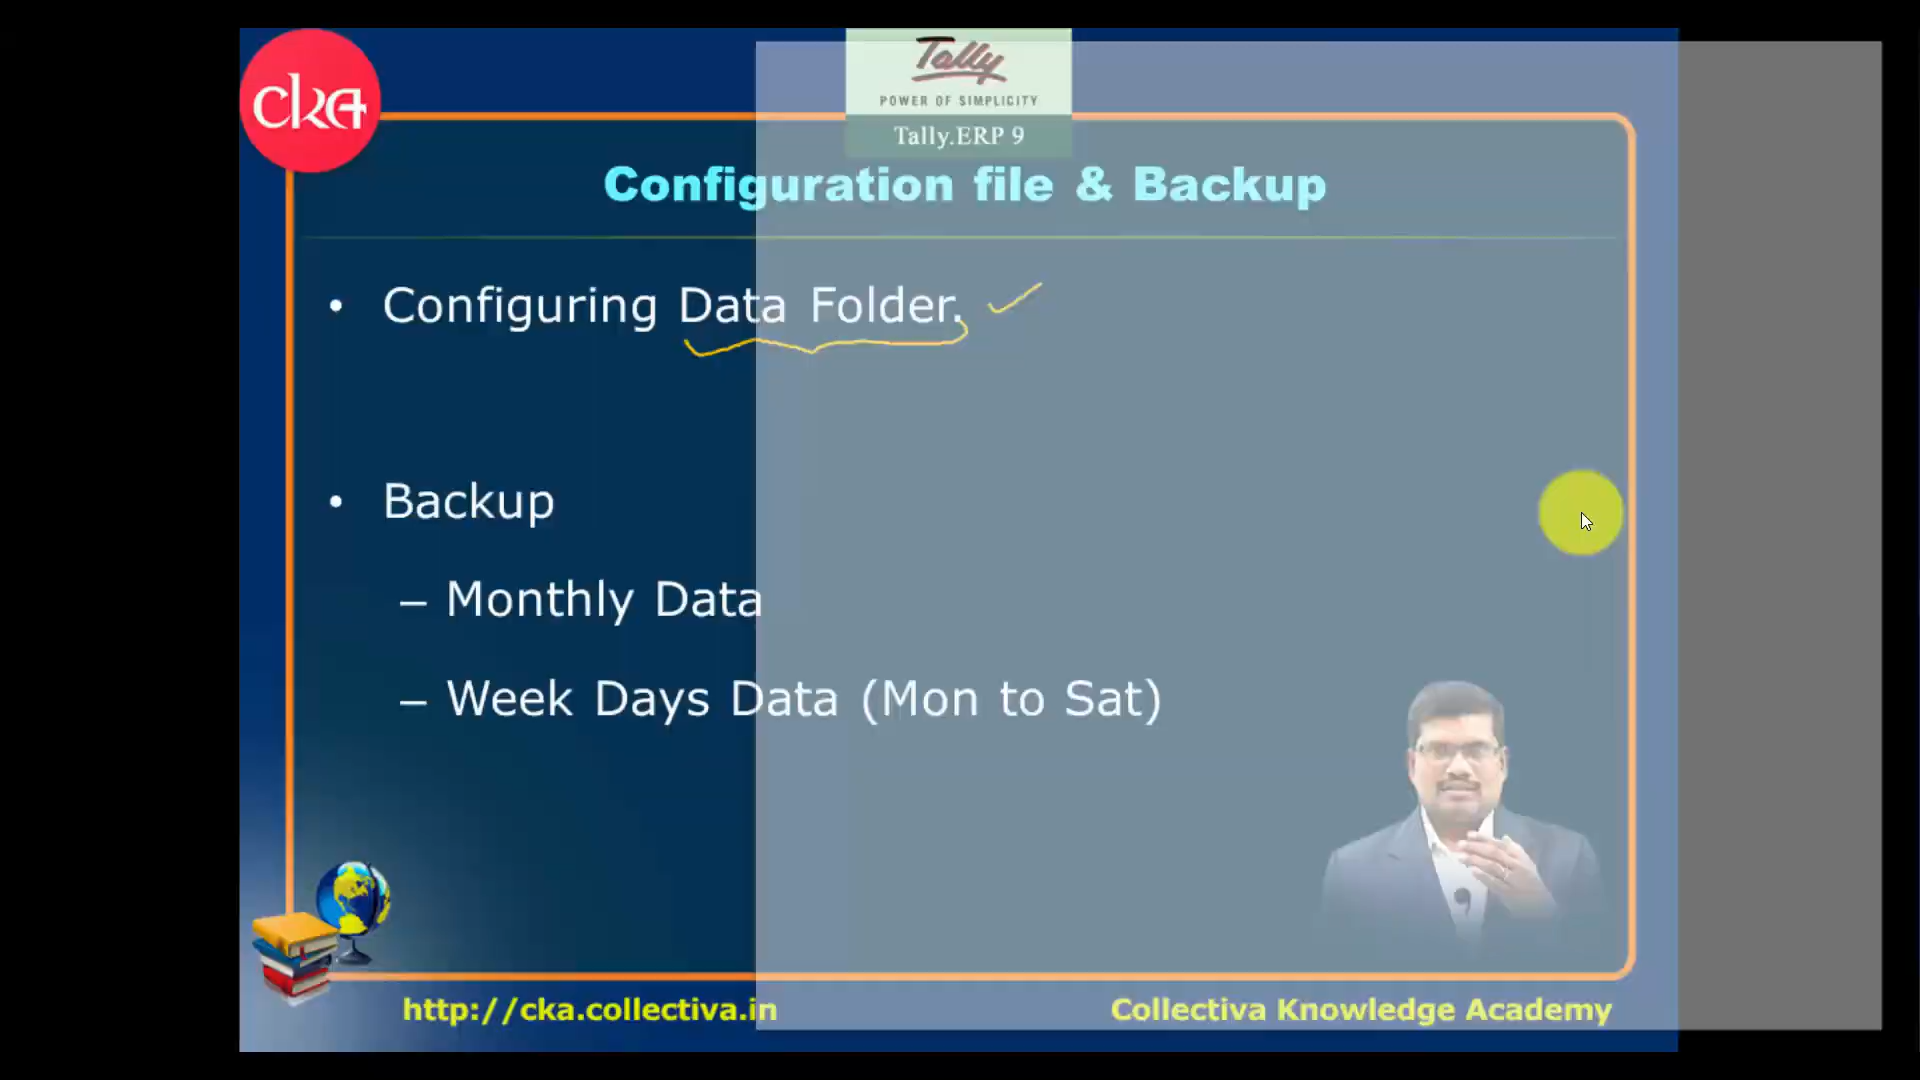 cka
Tally
POWER OF SIMPLICITY
Tally.ERP 9
Configuration file & Backup
• Configuring Data Folder.
• Backup
– Monthly Data
– Week Days Data (Mon to Sat)
http://cka.collectiva.in
Collectiva Knowledge Academy